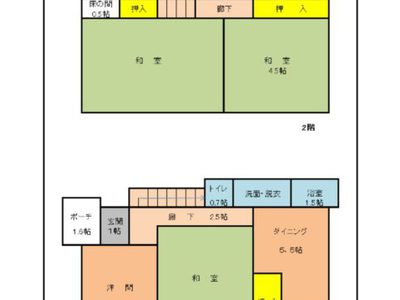 床の間
0.5帖
押入
廊下
押 入
和 室
和 室
4.5帖
2階
トイレ
0.7帖
洗面・脱衣
浴室
1.5帖
ポーチ
1.6帖
玄関
1帖
廊 下 2.5帖
ダイニング
6.6帖
洋 間
和 室